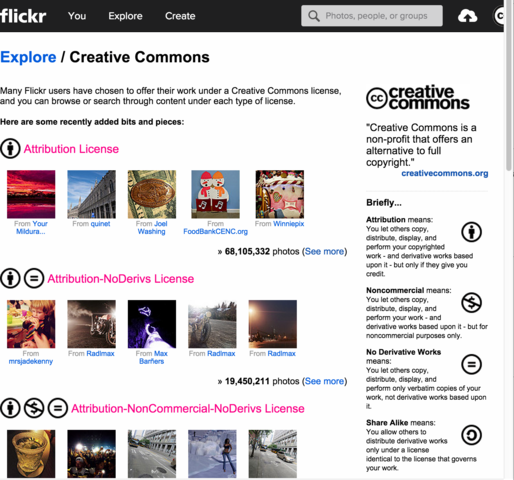 flickr You Explore Create Photos, people, or groups
Explore / Creative Commons
Many Flickr users have chosen to offer their work under a Creative Commons license,
and you can browse or search through content under each type of license.
Here are some recently added bits and pieces:
Attribution License
From Your
Mildura...
From quinet
From Joel
Washing
From
FoodBankCENC.org
From Winniepix
» 68,105,332 photos (See more)
Attribution-NoDerivs License
From
mrsjadekenny
From Radlmax
From Max
Barners
From Radlmax
From Radlmax
» 19,450,211 photos (See more)
Attribution-NonCommercial-NoDerivs License
cc creative
commons
"Creative Commons is a
non-profit that offers an
alternative to full
copyright."
creativecommons.org
Briefly...
Attribution means:
You let others copy,
distribute, display, and
perform your copyrighted
work - and derivative works based
upon it - but only if they give you
credit.
Noncommercial means:
You let others copy,
distribute, display, and
perform your work - and
derivative works based upon it - but for
noncommercial purposes only.
No Derivative Works
means:
You let others copy,
distribute, display, and
perform only verbatim copies of your
work, not derivative works based upon
it.
Share Alike means:
You allow others to
distribute derivative works
only under a license
identical to the license that governs
your work.